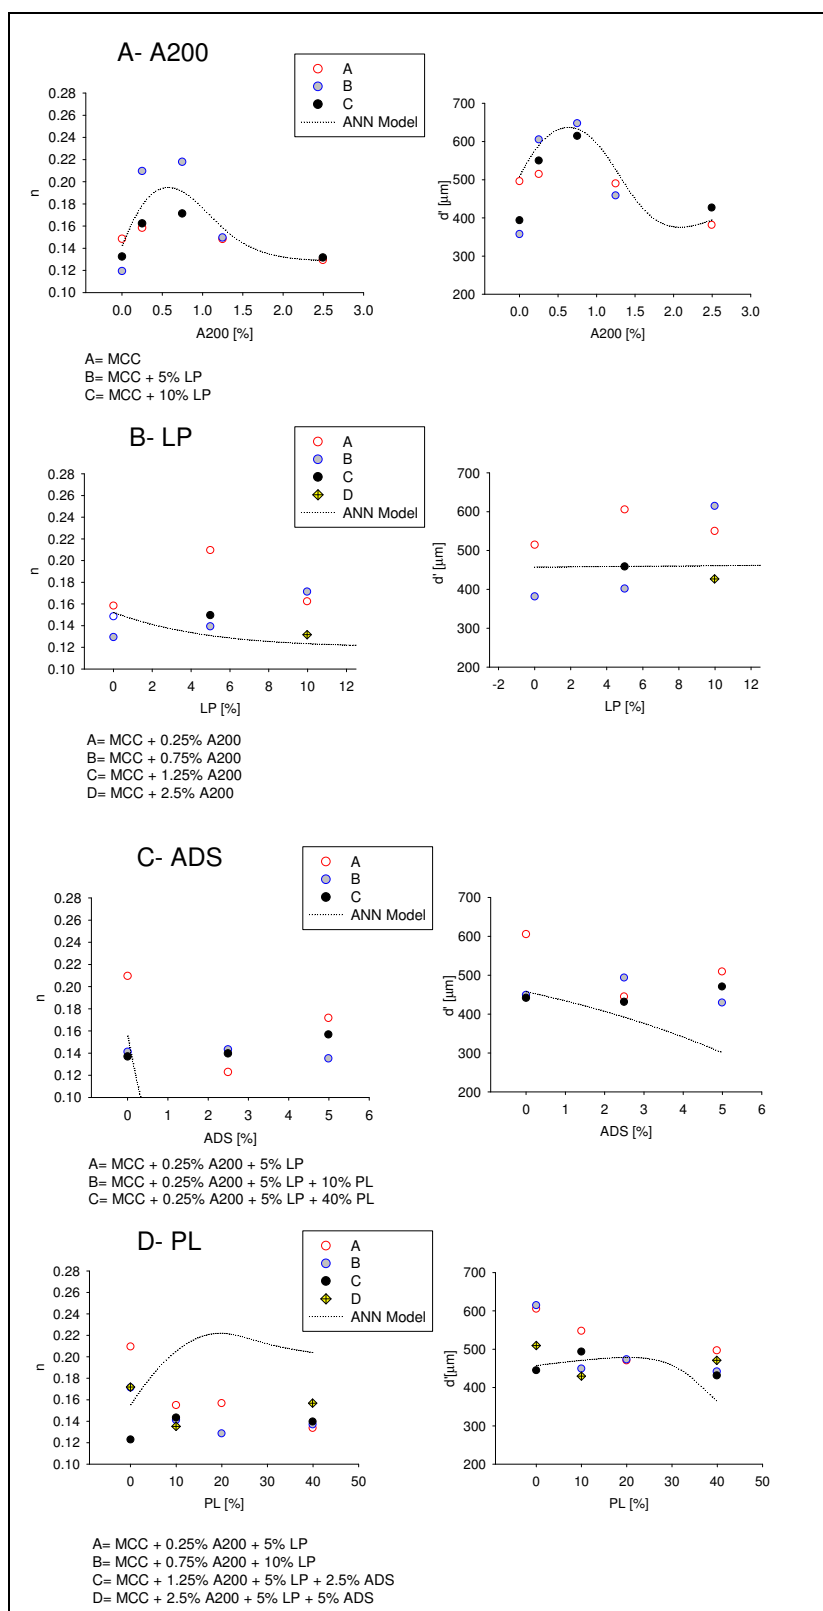 A- A200
A
B
C
ANN Model
0.28
0.26
0.24
0.22
0.20
0.18
0.16
0.14
0.12
0.10
n
0.0 0.5 1.0 1.5 2.0 2.5 3.0
A200 [%]
700
600
500
400
300
200
d' [µm]
0.0 0.5 1.0 1.5 2.0 2.5 3.0
A200 [%]
A= MCC
B= MCC + 5% LP
C= MCC + 10% LP
B- LP
A
B
C
D
ANN Model
0.28
0.26
0.24
0.22
0.20
0.18
0.16
0.14
0.12
0.10
n
0 2 4 6 8 10 12
LP [%]
700
600
500
400
300
200
d' [µm]
-2 0 2 4 6 8 10 12
LP [%]
A= MCC + 0.25% A200
B= MCC + 0.75% A200
C= MCC + 1.25% A200
D= MCC + 2.5% A200
C- ADS
A
B
C
ANN Model
0.28
0.26
0.24
0.22
0.20
0.18
0.16
0.14
0.12
0.10
n
0 1 2 3 4 5 6
ADS [%]
700
600
500
400
300
200
d' [µm]
0 1 2 3 4 5 6
ADS [%]
A= MCC + 0.25% A200 + 5% LP
B= MCC + 0.25% A200 + 5% LP + 10% PL
C= MCC + 0.25% A200 + 5% LP + 40% PL
D- PL
A
B
C
D
ANN Model
0.28
0.26
0.24
0.22
0.20
0.18
0.16
0.14
0.12
0.10
n
0 10 20 30 40 50
PL [%]
700
600
500
400
300
200
d'[µm]
0 10 20 30 40 50
PL [%]
A= MCC + 0.25% A200 + 5% LP
B= MCC + 0.75% A200 + 10% LP
C= MCC + 1.25% A200 + 5% LP + 2.5% ADS
D= MCC + 2.5% A200 + 5% LP + 5% ADS